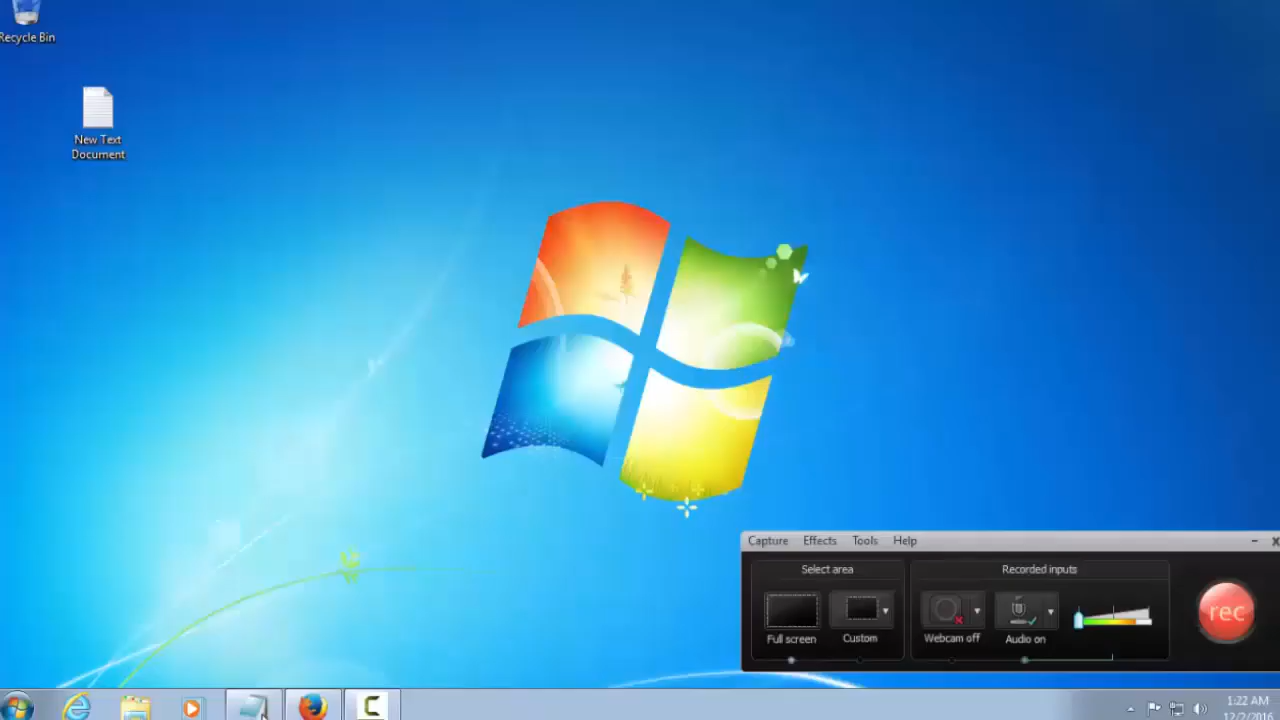 Recycle Bin
New Text
Document
Capture Effects Tools Help
Select area
Recorded inputs
Full screen
Custom
Webcam off
Audio on
rec
1:22 AM
12/2/2016